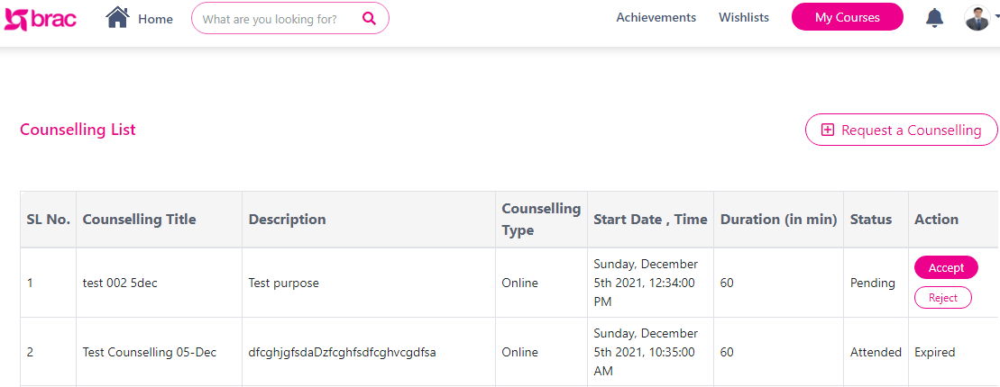 brac
Home
What are you looking for?
Achievements
Wishlists
My Courses
Counselling List
Request a Counselling
SL No. Counselling Title Description Counselling Type Start Date , Time Duration (in min) Status Action
1 test 002 5dec Test purpose Online Sunday, December 5th 2021, 12:34:00 PM 60 Pending Accept Reject
2 Test Counselling 05-Dec dfcghjgfsdaDzfcghfsdfcghvcgdfsa Online Sunday, December 5th 2021, 10:35:00 AM 60 Attended Expired